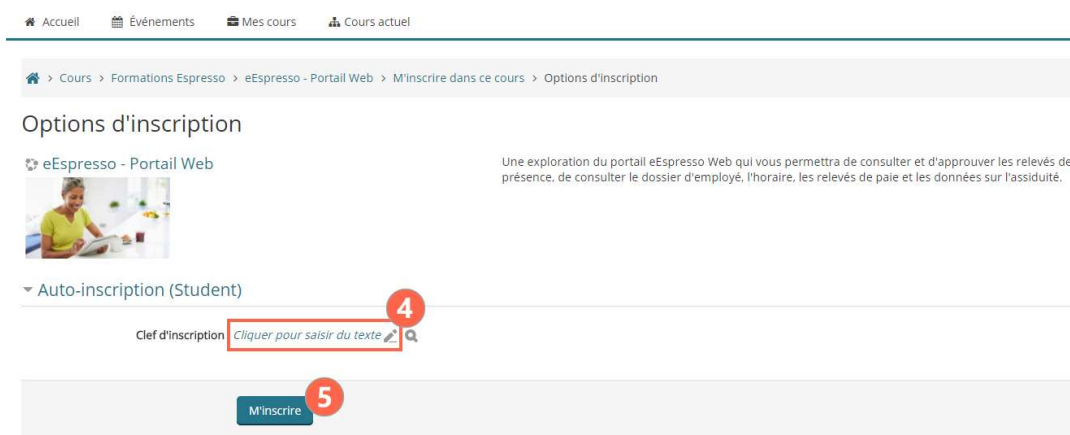 Accueil Événements Mes cours Cours actuel
> Cours > Formations Espresso > eEspresso - Portail Web > M'inscrire dans ce cours > Options d'inscription
Options d'inscription
eEspresso - Portail Web
Une exploration du portail eEspresso Web qui vous permettra de consulter et d'approuver les relevés de
présence, de consulter le dossier d'employé, l'horaire, les relevés de paie et les données sur l'assiduité.
Auto-inscription (Student)
4
Clef d'inscription Cliquer pour saisir du texte
M'inscrire 5